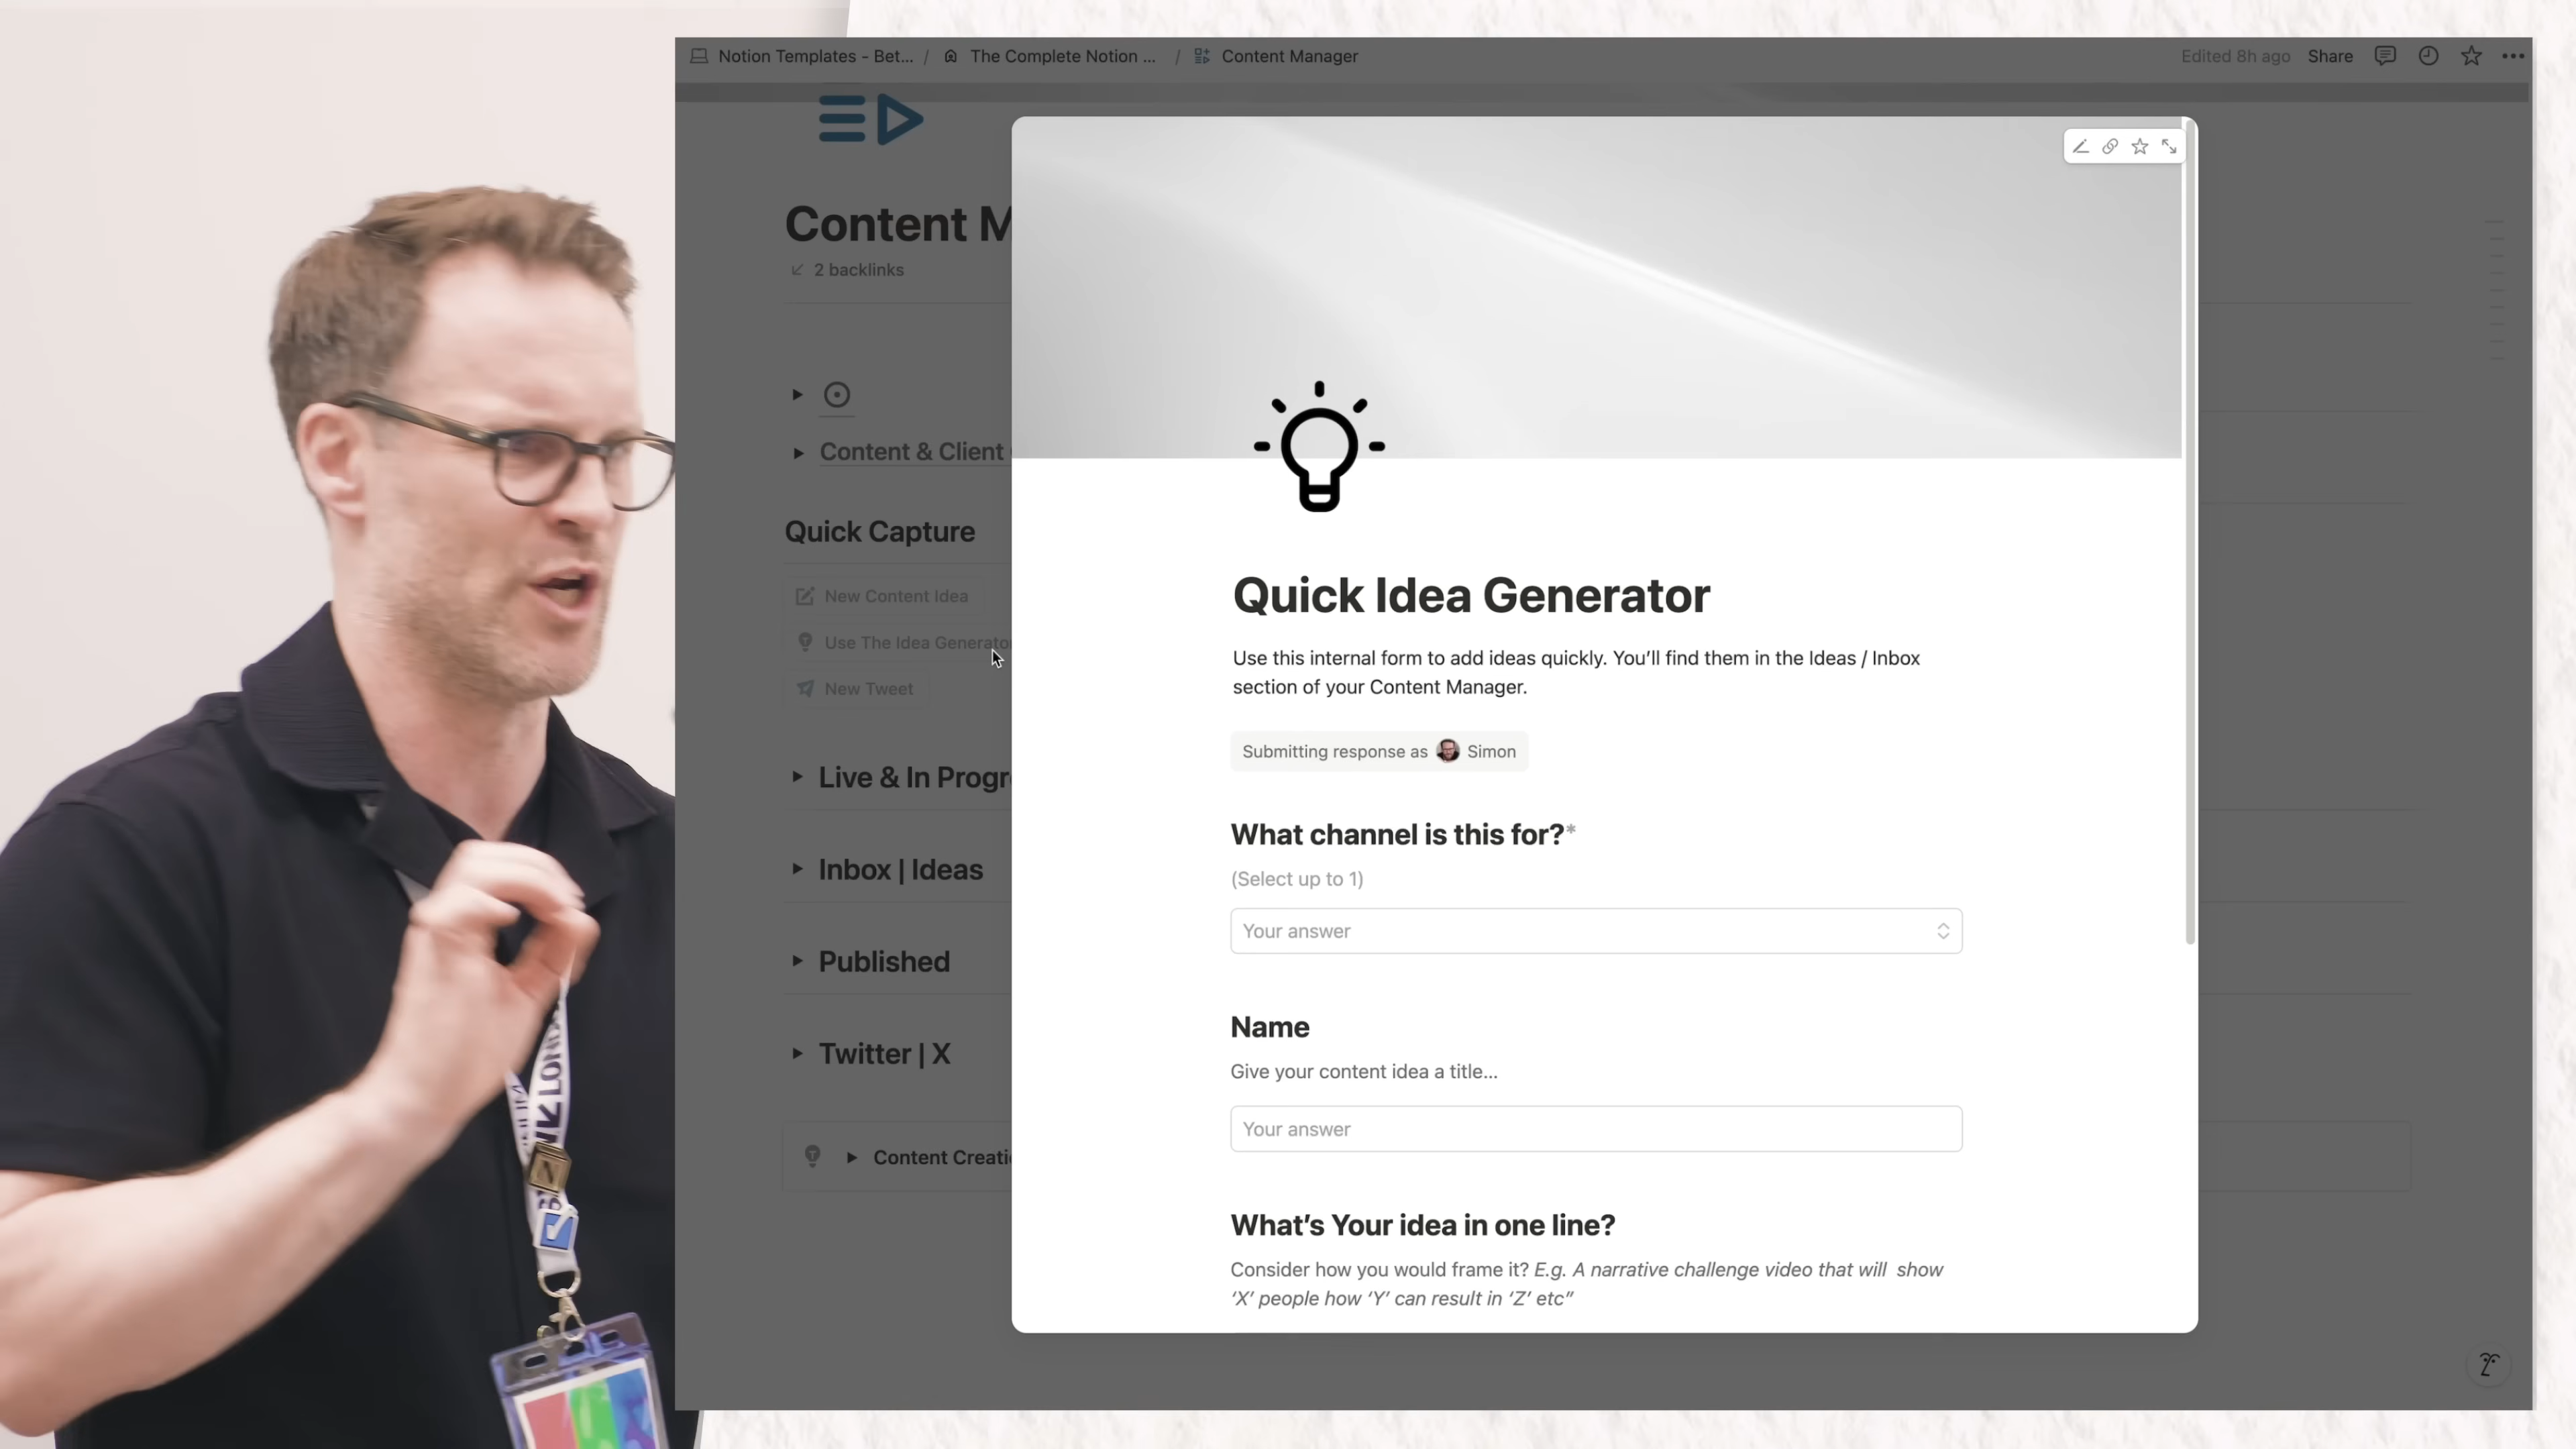 Notion Templates - Bet... / The Complete Notion ... / Content Manager
Edited 8h ago Share
Content M
2 backlinks
Content & Client
Quick Capture
New Content Idea
Use The Idea Generator
New Tweet
Live & In Progr
Inbox | Ideas
Published
Twitter | X
Content Creati
Quick Idea Generator
Use this internal form to add ideas quickly. You’ll find them in the Ideas / Inbox
section of your Content Manager.
Submitting response as Simon
What channel is this for?*
(Select up to 1)
Your answer
Name
Give your content idea a title...
Your answer
What’s Your idea in one line?
Consider how you would frame it? E.g. A narrative challenge video that will show
‘X’ people how ‘Y’ can result in ‘Z’ etc”